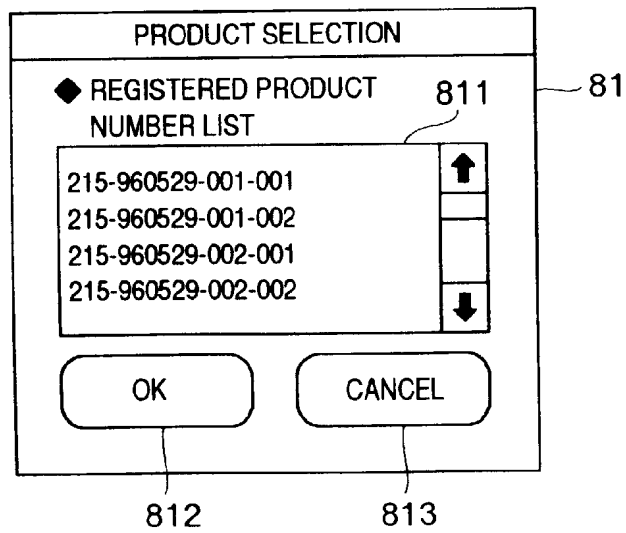 PRODUCT SELECTION
◆ REGISTERED PRODUCT
NUMBER LIST
811
81
215-960529-001-001
215-960529-001-002
215-960529-002-001
215-960529-002-002
OK
CANCEL
812
813